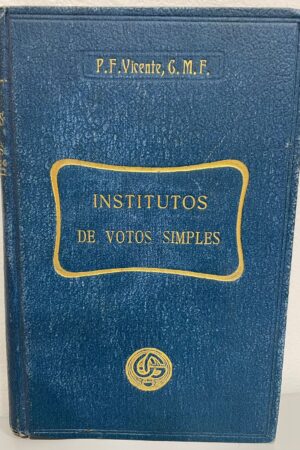 P. F. Vicente, C. M. F.
INSTITUTOS
DE VOTOS SIMPLES